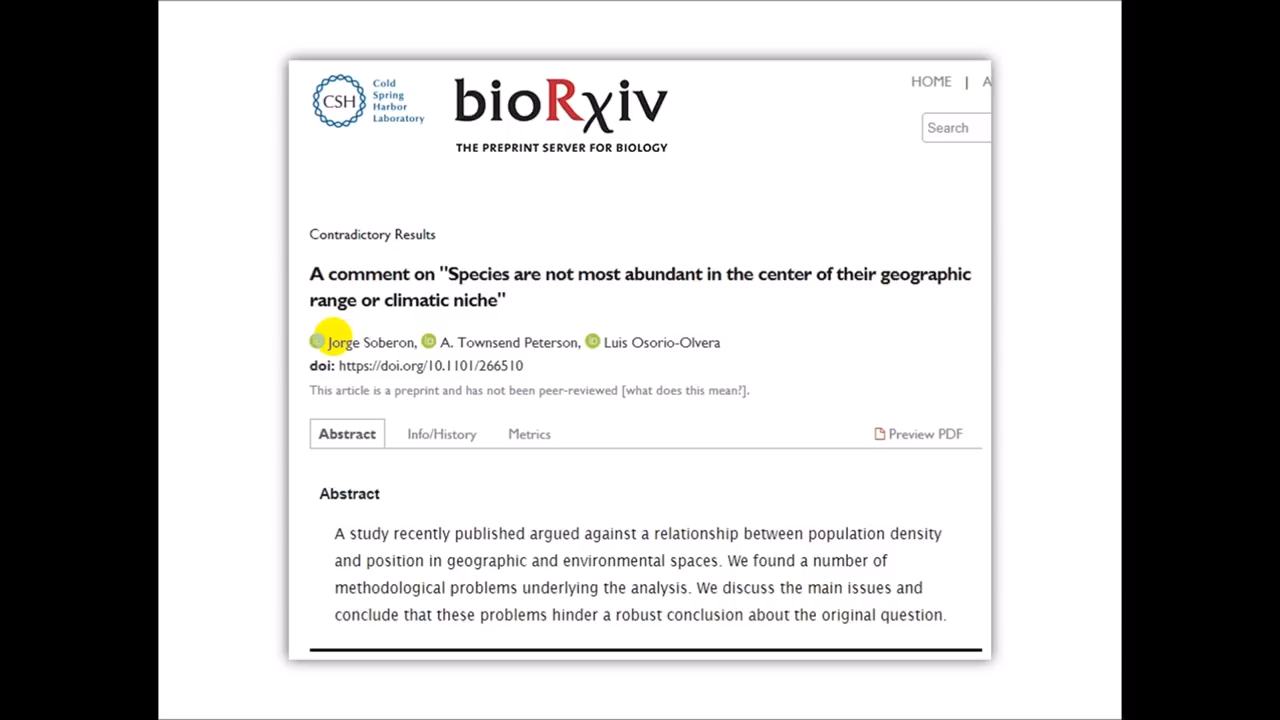 CSH
Cold
Spring
Harbor
Laboratory
bioRχiv
THE PREPRINT SERVER FOR BIOLOGY
HOME | A
Search
Contradictory Results
A comment on "Species are not most abundant in the center of their geographic
range or climatic niche"
iD Jorge Soberon, iD A. Townsend Peterson, iD Luis Osorio-Olvera
doi: https://doi.org/10.1101/266510
This article is a preprint and has not been peer-reviewed [what does this mean?].
Abstract Info/History Metrics Preview PDF
Abstract
A study recently published argued against a relationship between population density
and position in geographic and environmental spaces. We found a number of
methodological problems underlying the analysis. We discuss the main issues and
conclude that these problems hinder a robust conclusion about the original question.